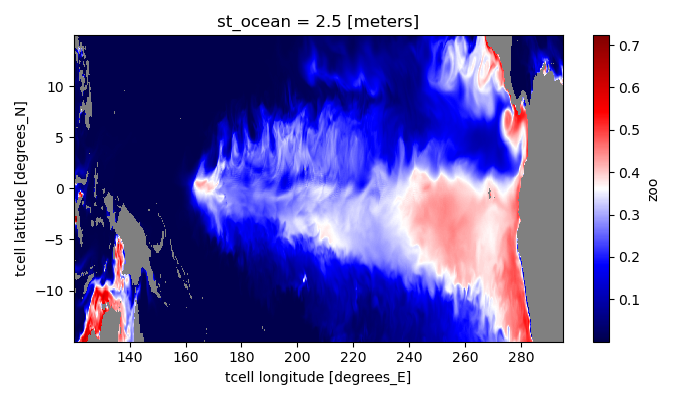 st_ocean = 2.5 [meters]
tcell latitude [degrees_N]
10
5
0
−5
−10
140 160 180 200 220 240 260 280
tcell longitude [degrees_E]
0.7
0.6
0.5
0.4
0.3
0.2
0.1
zoo